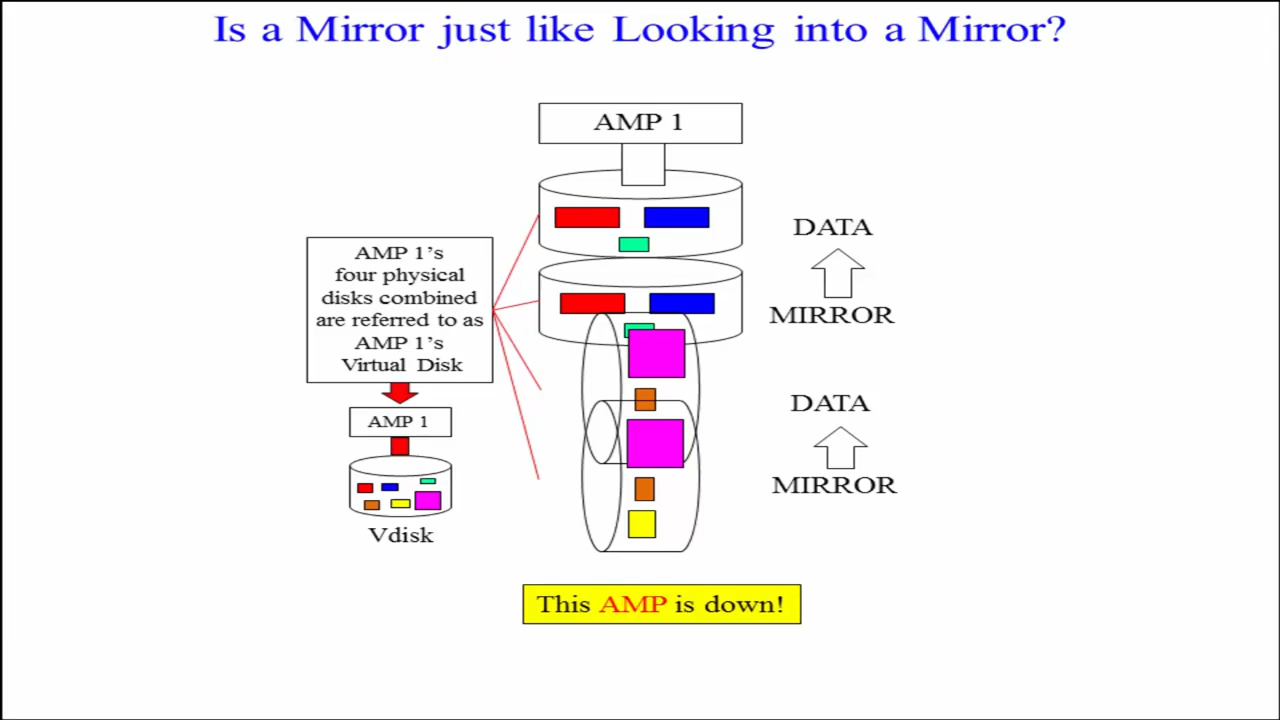 Is a Mirror just like Looking into a Mirror?
AMP 1
DATA
MIRROR
AMP 1's
four physical
disks combined
are referred to as
AMP 1's
Virtual Disk
AMP 1
Vdisk
DATA
MIRROR
This AMP is down!